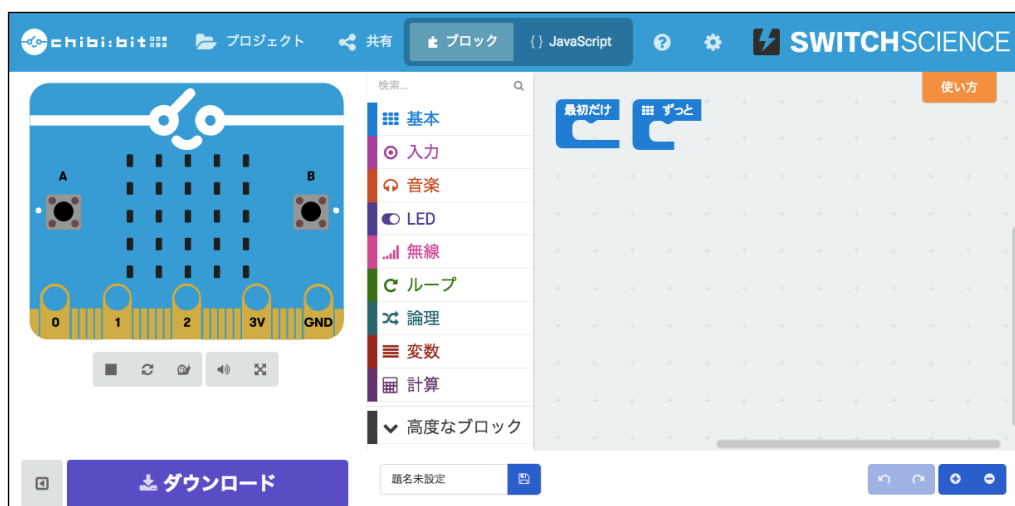 chibi:bit プロジェクト 共有 ブロック {} JavaScript ? SWITCHSCIENCE
検索...
使い方
基本
入力
音楽
LED
無線
ループ
論理
変数
計算
高度なブロック
最初だけ ずっと
A B
0 1 2 3V GND
ダウンロード
題名未設定